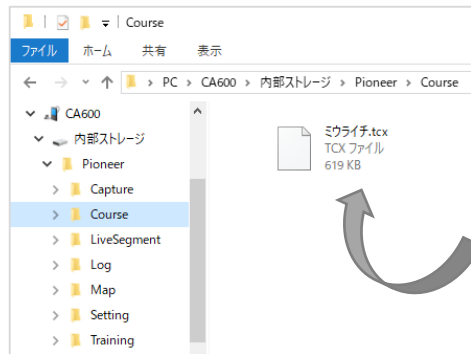 Course
ファイル ホーム 共有 表示
PC > CA600 > 内部ストレージ > Pioneer > Course
CA600
内部ストレージ
Pioneer
Capture
Course
LiveSegment
Log
Map
Setting
Training
ミウライチ.tcx
TCX ファイル
619 KB